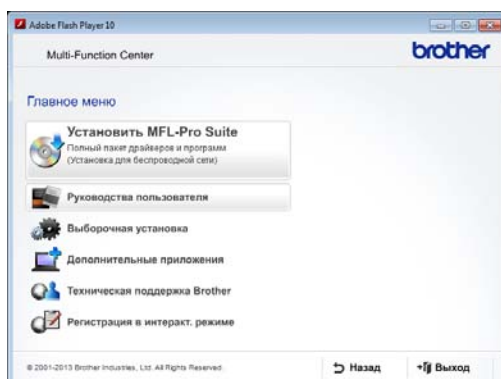 Adobe Flash Player 10
Multi-Function Center
brother
Главное меню
Установить MFL-Pro Suite
Полный пакет драйверов и программ
(Установка для беспроводной сети)
Руководства пользователя
Выборочная установка
Дополнительные приложения
Техническая поддержка Brother
Регистрация в интеракт. режиме
© 2001-2013 Brother Industries, Ltd. All Rights Reserved.
Назад
Выход